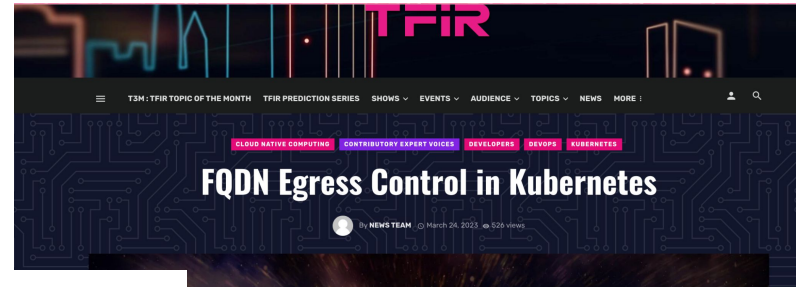 TFiR
T3M : TFIR TOPIC OF THE MONTH TFIR PREDICTION SERIES SHOWS EVENTS AUDIENCE TOPICS NEWS MORE
CLOUD NATIVE COMPUTING CONTRIBUTORY EXPERT VOICES DEVELOPERS DEVOPS KUBERNETES
FQDN Egress Control in Kubernetes
By NEWS TEAM March 24, 2023 526 views